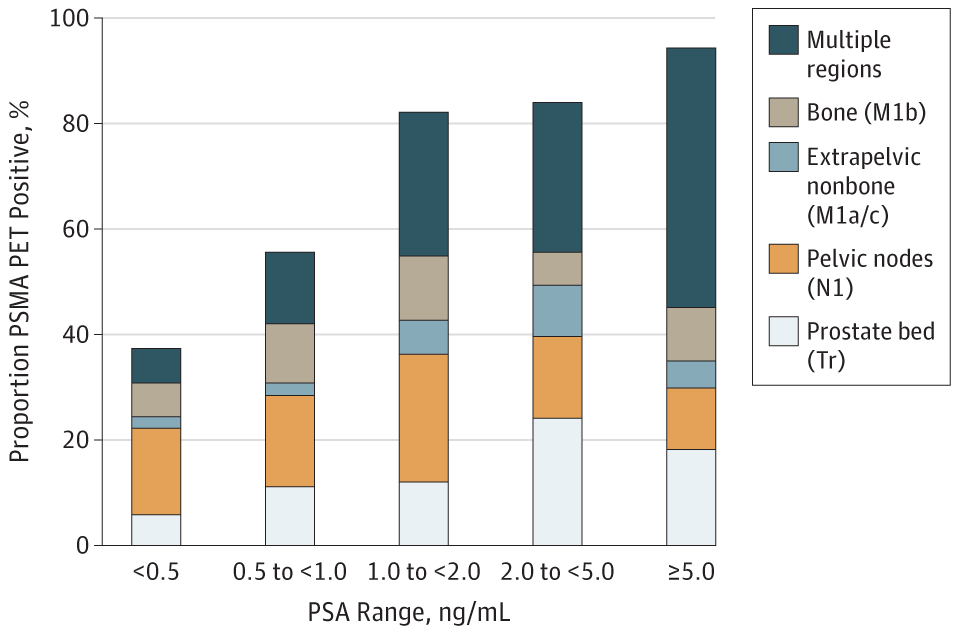 Proportion PSMA PET Positive, %
100
80
60
40
20
0
<0.5
0.5 to <1.0
1.0 to <2.0
2.0 to <5.0
≥5.0
PSA Range, ng/mL
Multiple
regions
Bone (M1b)
Extrapelvic
nonbone
(M1a/c)
Pelvic nodes
(N1)
Prostate bed
(Tr)